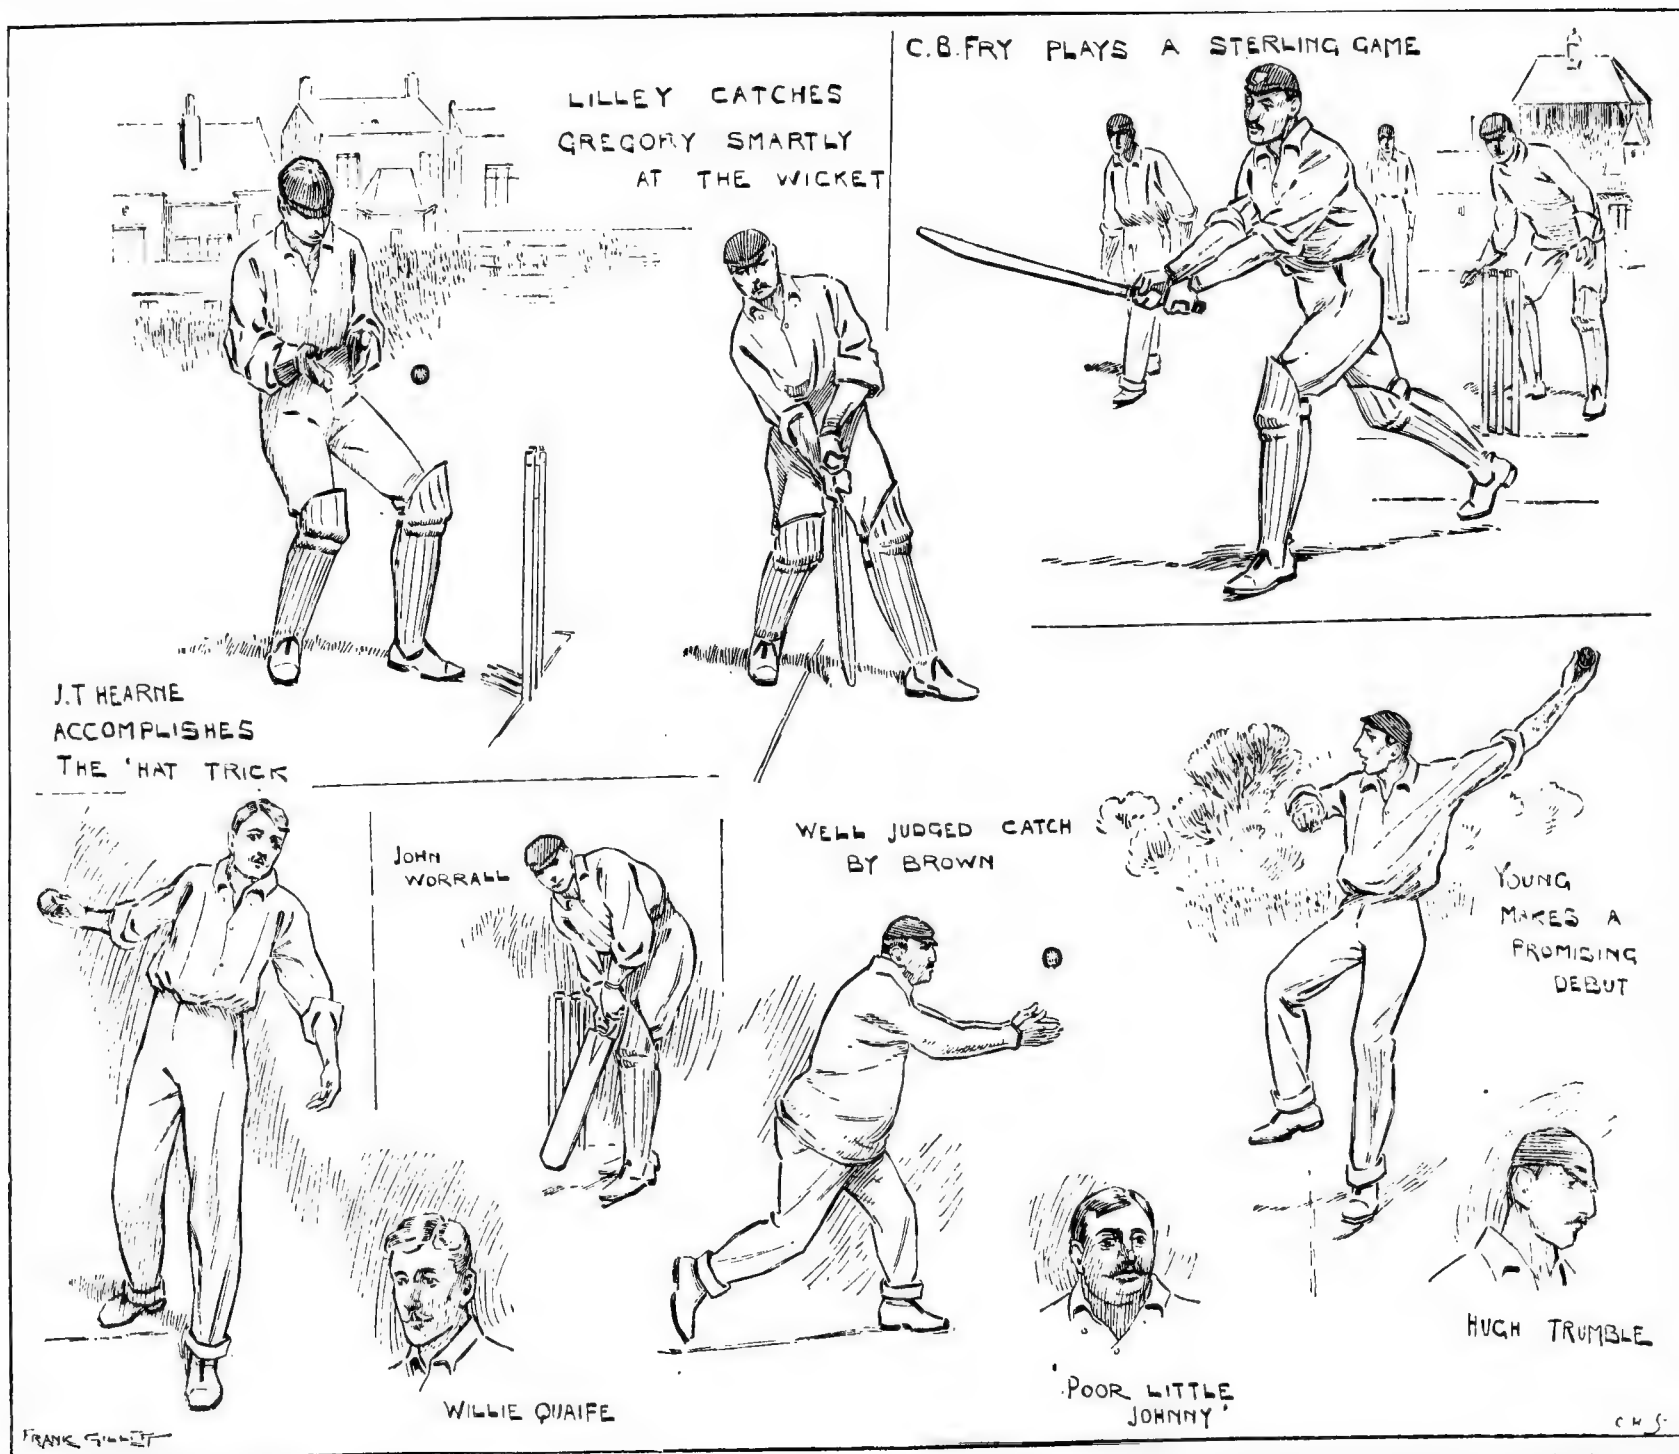 LILLEY CATCHES
GREGORY SMARTLY
AT THE WICKET
C.B. FRY PLAYS A STERLING GAME
J.T HEARNE
ACCOMPLISHES
THE 'HAT TRICK
JOHN
WORRALL
WELL JUDGED CATCH
BY BROWN
YOUNG
MAKES A
PROMISING
DEBUT
WILLIE QUAIFE
'POOR LITTLE
JOHNNY'
HUGH TRUMBLE
FRANK GILLETT